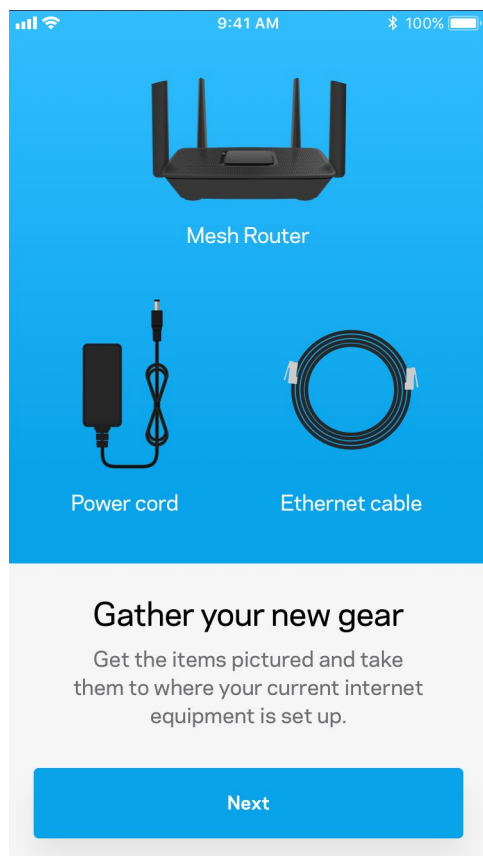 9:41 AM 100%
Mesh Router
Power cord Ethernet cable
Gather your new gear
Get the items pictured and take
them to where your current internet
equipment is set up.
Next